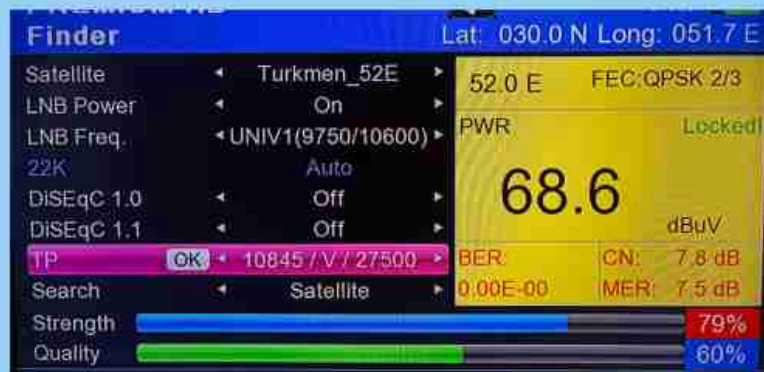 Finder
Lat: 030.0 N Long: 051.7 E
Satellite Turkmen_52E
LNB Power On
LNB Freq. UNIV1(9750/10600)
22K Auto
DiSEqC 1.0 Off
DiSEqC 1.1 Off
TP OK 10845 / V / 27500
Search Satellite
52.0 E FEC:QPSK 2/3
PWR Locked!
68.6
dBuV
BER: CN: 7.8 dB
0.00E-00 MER: 7.5 dB
Strength 79%
Quality 60%